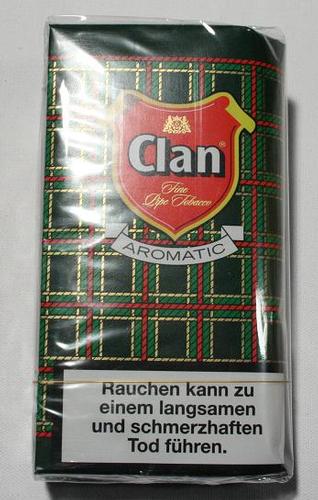 Clan®
Fine
Pipe Tobacco
AROMATIC
Rauchen kann zu
einem langsamen
und schmerzhaften
Tod führen.